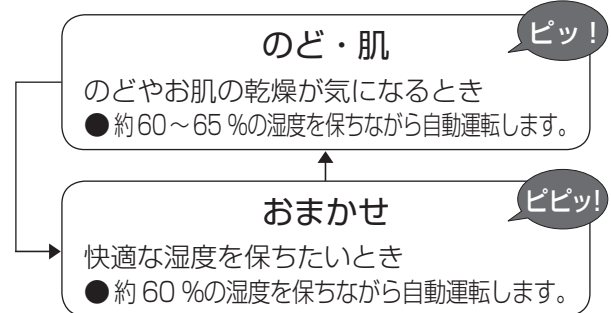 のど・肌
ピッ！
のどやお肌の乾燥が気になるとき
●約60～65 %の湿度を保ちながら自動運転します。
おまかせ
ピピッ!
快適な湿度を保ちたいとき
●約 60 %の湿度を保ちながら自動運転します。